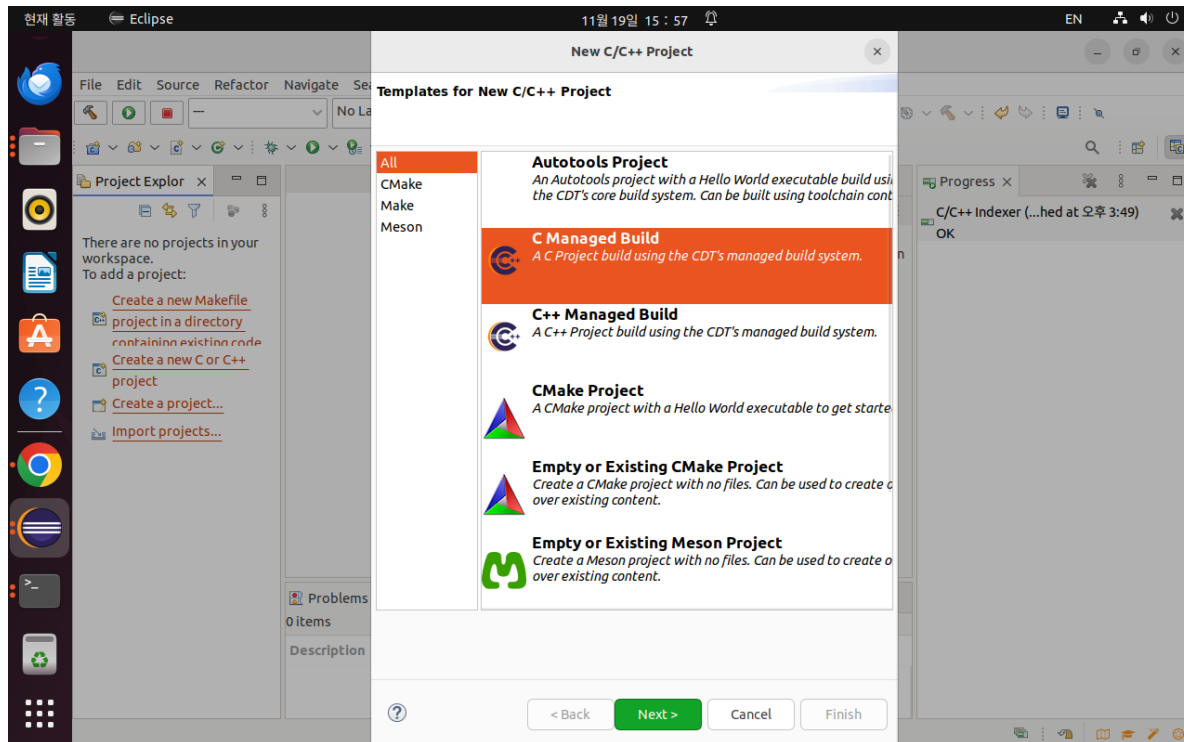 현재 활동
Eclipse
11월 19일 15 : 57
EN
New C/C++ Project
File Edit Source Refactor Navigate
Templates for New C/C++ Project
---
No La
All
CMake
Make
Meson
Autotools Project
An Autotools project with a Hello World executable build usi
the CDT's core build system. Can be built using toolchain cont
C Managed Build
A C Project build using the CDT's managed build system.
C++ Managed Build
A C++ Project build using the CDT's managed build system.
CMake Project
A CMake project with a Hello World executable to get starte
Empty or Existing CMake Project
Create a CMake project with no files. Can be used to create o
over existing content.
Empty or Existing Meson Project
Create a Meson project with no files. Can be used to create o
over existing content.
Project Explor
There are no projects in your
workspace.
To add a project:
Create a new Makefile
project in a directory
containing existing code
Create a new C or C++
project
Create a project...
Import projects...
Progress
C/C++ Indexer (...hed at 오후 3:49)
OK
Problems
0 items
Description
< Back
Next >
Cancel
Finish